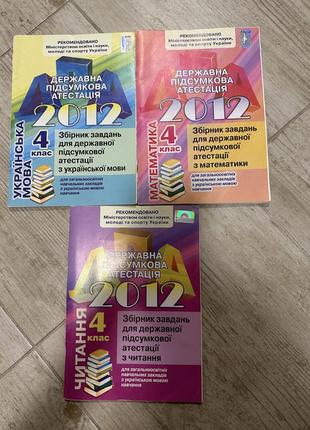 РЕКОМЕНДОВАНО
Міністерством освіти і науки,
молоді та спорту України
ДЕРЖАВНА
ПІДСУМКОВА
АТЕСТАЦІЯ
2012
УКРАЇНСЬКА
МОВА
4
клас
Збірник завдань
для державної
підсумкової
атестації
з української мови
для загальноосвітніх
навчальних закладів
з українською мовою
навчання
РЕКОМЕНДОВАНО
Міністерством освіти і науки,
молоді та спорту України
ДЕРЖАВНА
ПІДСУМКОВА
АТЕСТАЦІЯ
2012
МАТЕМАТИКА
4
клас
Збірник завдань
для державної
підсумкової
атестації
з математики
для загальноосвітніх
навчальних закладів
з українською мовою
навчання
РЕКОМЕНДОВАНО
Міністерством освіти і науки,
молоді та спорту України
ДПА
ДЕРЖАВНА
ПІДСУМКОВА
АТЕСТАЦІЯ
2012
ЧИТАННЯ
4
клас
Збірник завдань
для державної
підсумкової
атестації
з читання
для загальноосвітніх
навчальних закладів
з українською мовою
навчання